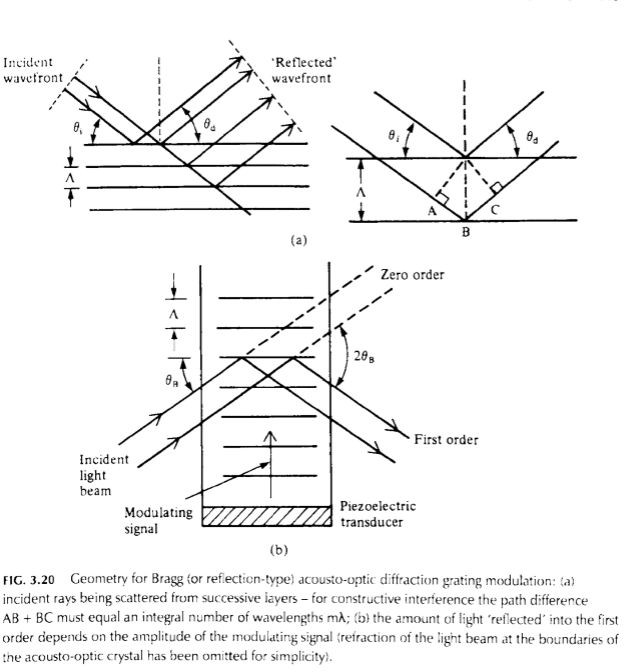 Incident
wavefront
'Reflected'
wavefront
θi
θd
Λ
θi
θd
Λ
A
C
B
(a)
Zero order
Λ
θB
2θB
First order
Incident
light
beam
Modulating
signal
Piezoelectric
transducer
(b)
FIG. 3.20 Geometry for Bragg (or reflection-type) acousto-optic diffraction grating modulation: (a)
incident rays being scattered from successive layers – for constructive interference the path difference
AB + BC must equal an integral number of wavelengths mλ; (b) the amount of light 'reflected' into the first
order depends on the amplitude of the modulating signal (refraction of the light beam at the boundaries of
the acousto-optic crystal has been omitted for simplicity).